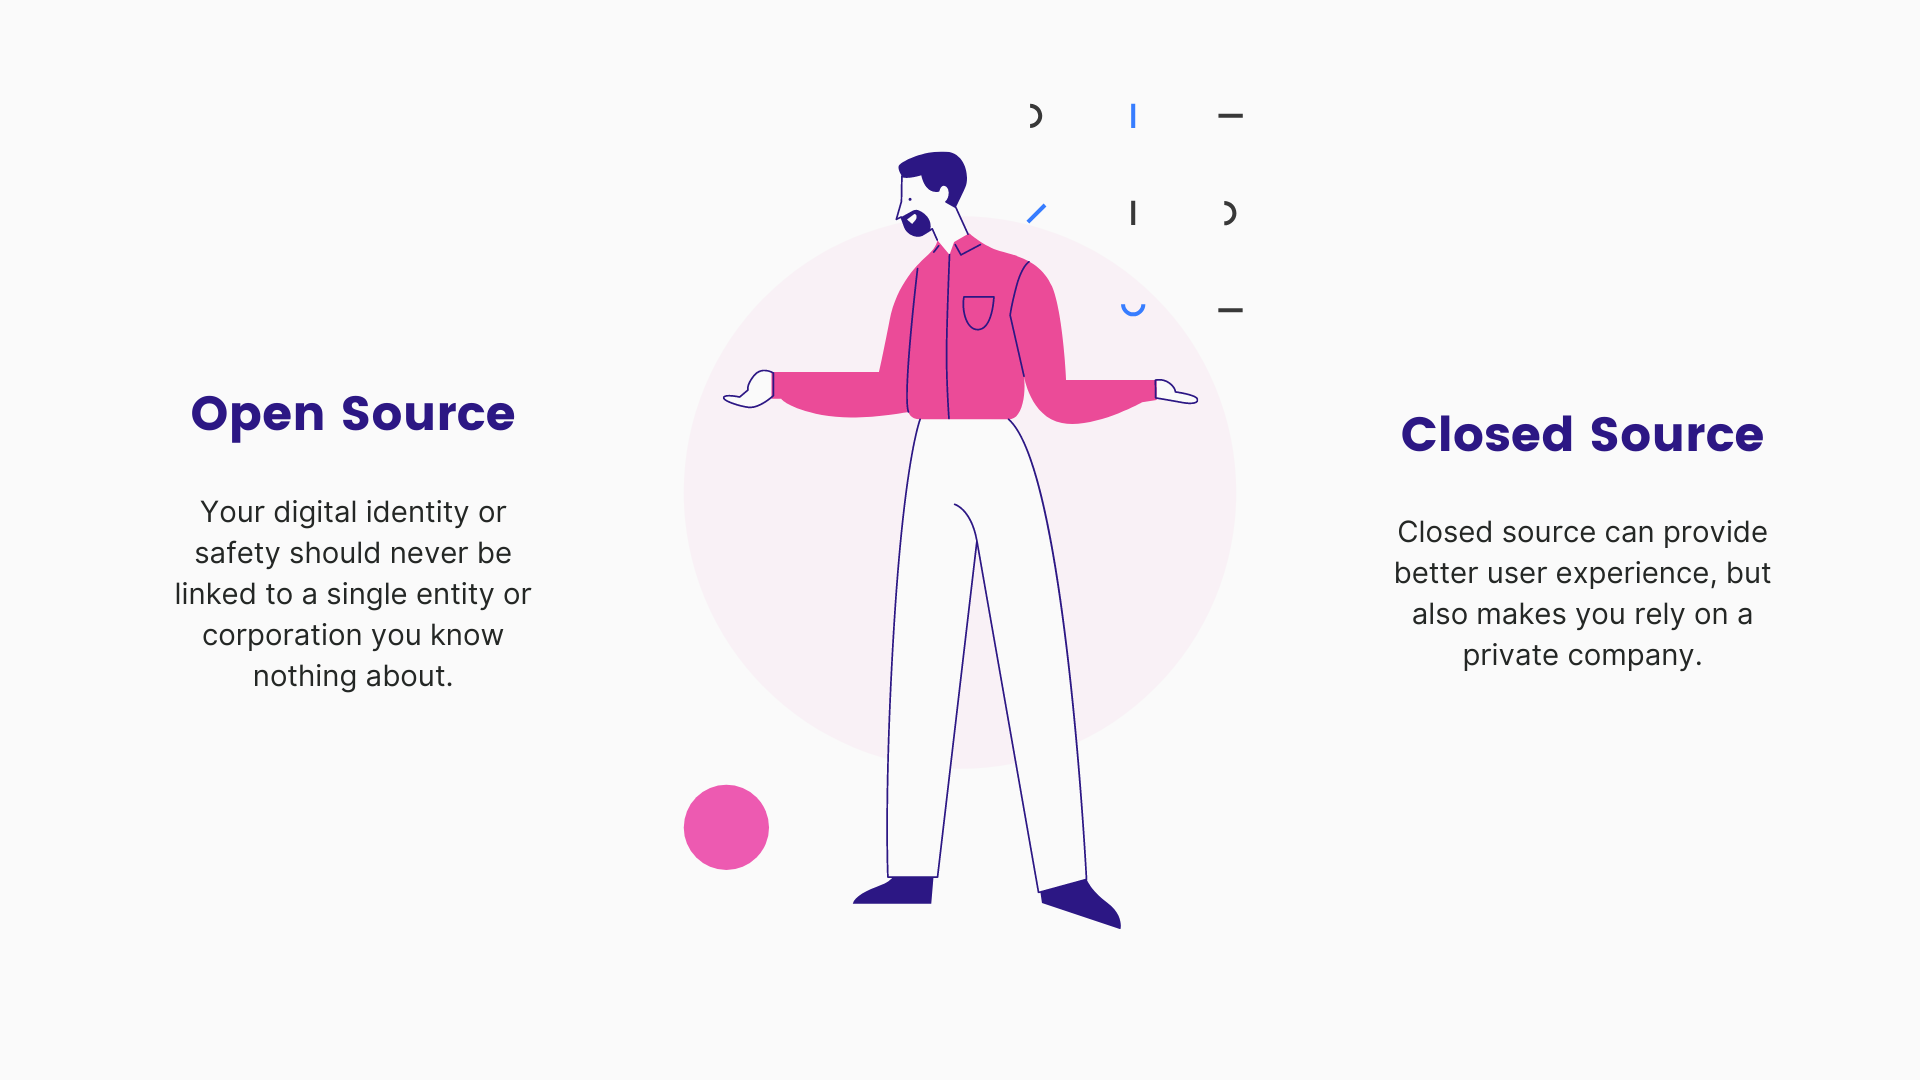 Open Source
Your digital identity or
safety should never be
linked to a single entity or
corporation you know
nothing about.
Closed Source
Closed source can provide
better user experience, but
also makes you rely on a
private company.